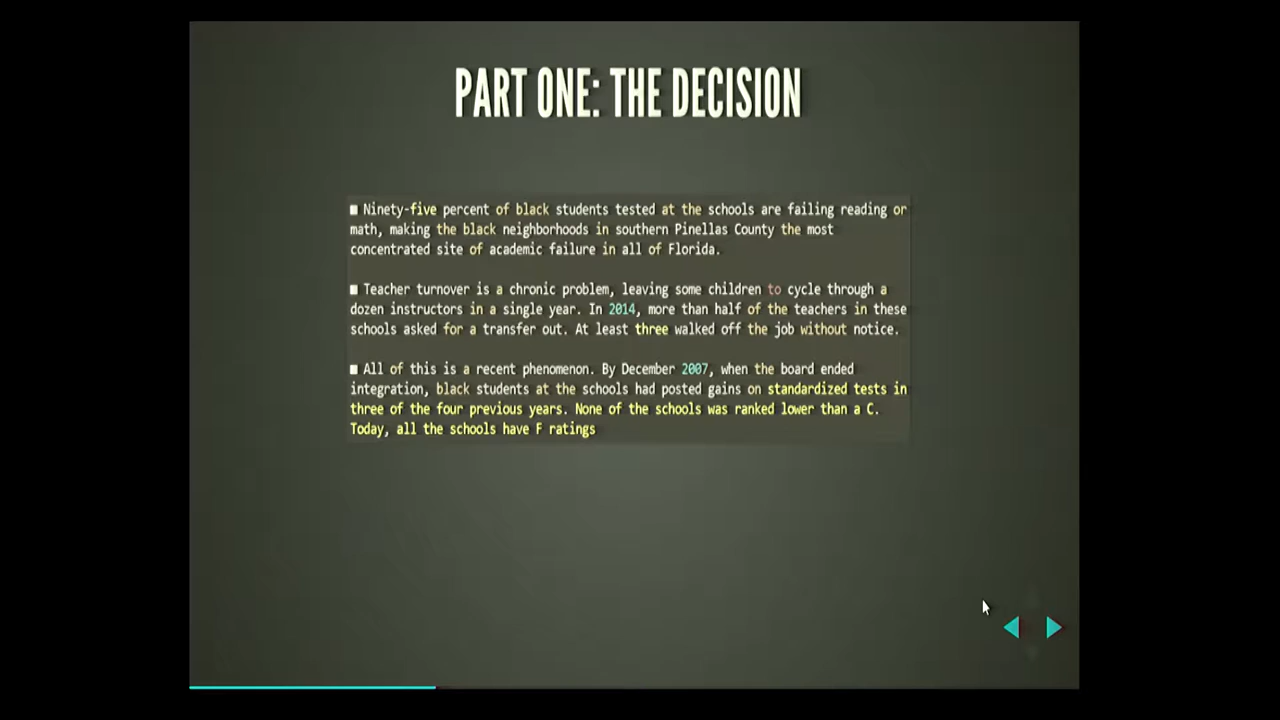 PART ONE: THE DECISION
■ Ninety-five percent of black students tested at the schools are failing reading or
math, making the black neighborhoods in southern Pinellas County the most
concentrated site of academic failure in all of Florida.
■ Teacher turnover is a chronic problem, leaving some children to cycle through a
dozen instructors in a single year. In 2014, more than half of the teachers in these
schools asked for a transfer out. At least three walked off the job without notice.
■ All of this is a recent phenomenon. By December 2007, when the board ended
integration, black students at the schools had posted gains on standardized tests in
three of the four previous years. None of the schools was ranked lower than a C.
Today, all the schools have F ratings